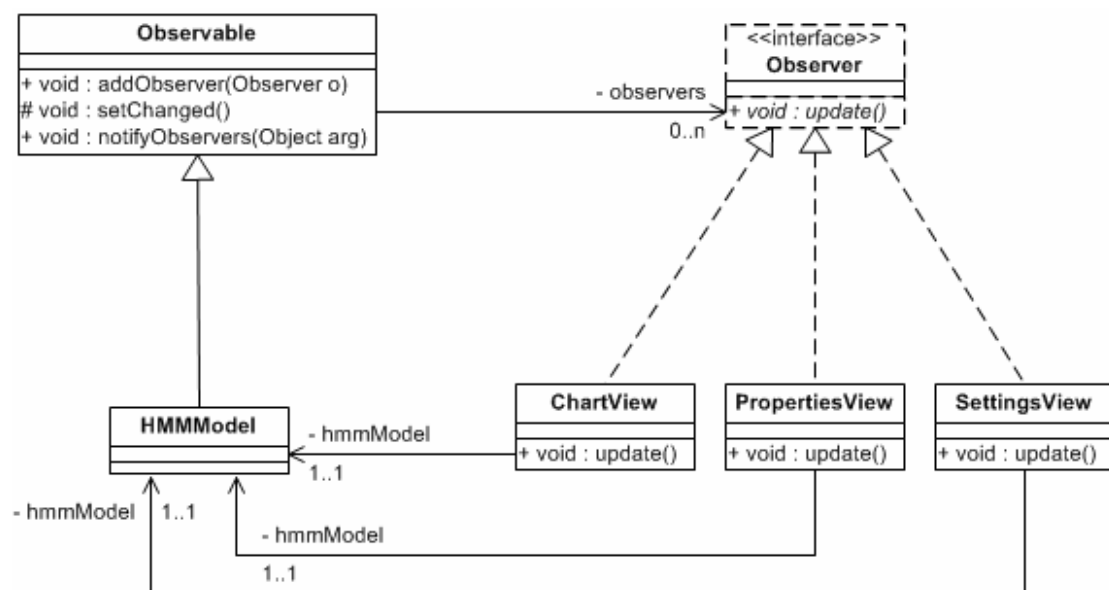 Observable
+ void : addObserver(Observer o)
# void : setChanged()
+ void : notifyObservers(Object arg)
<<interface>>
Observer
+ void : update()
- observers
0..n
HMMModel
ChartView
+ void : update()
PropertiesView
+ void : update()
SettingsView
+ void : update()
- hmmModel
1..1
- hmmModel
1..1
- hmmModel
1..1